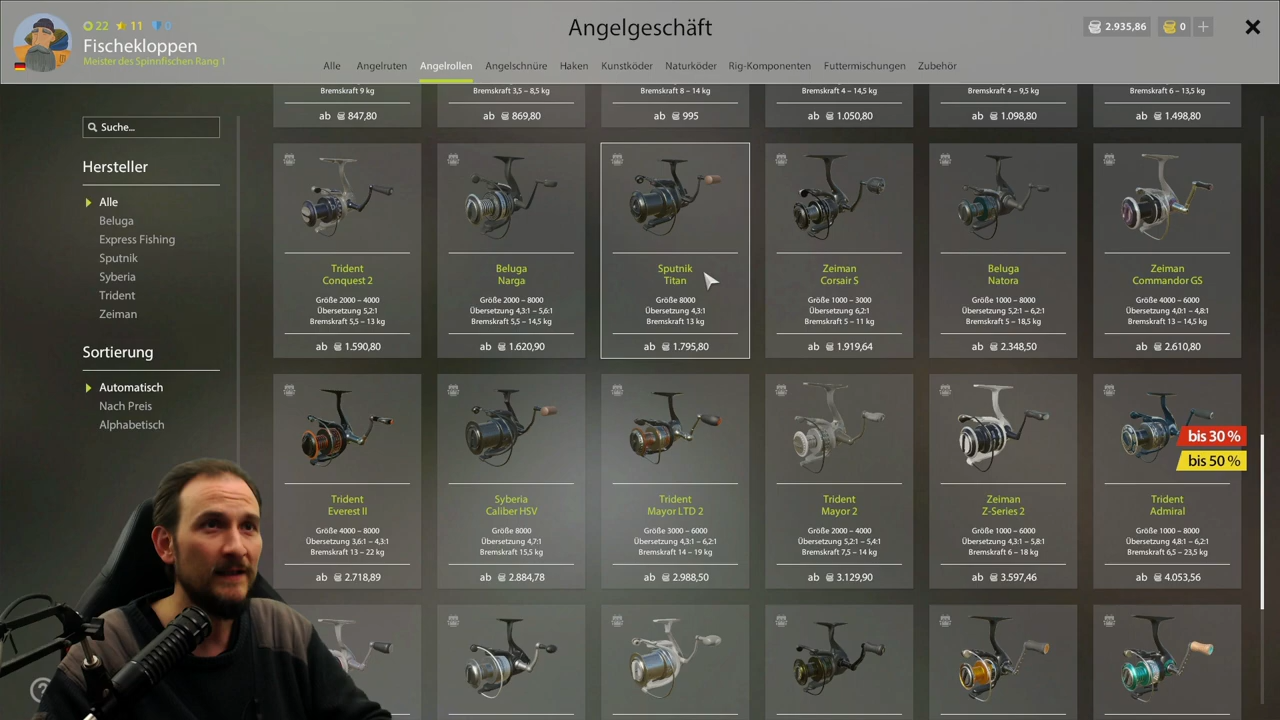 22 11 0
Fischekloppen
Meister des Spinnfischen Rang 1
Angelgeschäft
2.935,86 0 +
Alle Angelruten Angelrollen Angelschnüre Haken Kunstköder Naturköder Rig-Komponenten Futtermischungen Zubehör
Suche...
Hersteller
Alle
Beluga
Express Fishing
Sputnik
Syberia
Trident
Zeiman
Sortierung
Automatisch
Nach Preis
Alphabetisch
Bremskraft 9 kg
ab 847,80
Bremskraft 3,5 – 8,5 kg
ab 869,80
Bremskraft 8 – 14 kg
ab 995
Bremskraft 4 – 14,5 kg
ab 1.050,80
Bremskraft 4 – 9,5 kg
ab 1.098,80
Bremskraft 6 – 13,5 kg
ab 1.498,80
Trident
Conquest 2
Größe 2000 – 4000
Übersetzung 5,2:1
Bremskraft 5,5 – 13 kg
ab 1.590,80
Beluga
Narga
Größe 2000 – 8000
Übersetzung 4,3:1 – 5,6:1
Bremskraft 5,5 – 14,5 kg
ab 1.620,90
Sputnik
Titan
Größe 8000
Übersetzung 4,3:1
Bremskraft 13 kg
ab 1.795,80
Zeiman
Corsair S
Größe 1000 – 3000
Übersetzung 6,2:1
Bremskraft 5 – 11 kg
ab 1.919,64
Beluga
Natora
Größe 1000 – 8000
Übersetzung 5,2:1 – 6,2:1
Bremskraft 5 – 18,5 kg
ab 2.348,50
Zeiman
Commandor GS
Größe 4000 – 6000
Übersetzung 4,0:1 – 4,8:1
Bremskraft 13 – 14,5 kg
ab 2.610,80
Trident
Everest II
Größe 4000 – 8000
Übersetzung 3,6:1 – 4,3:1
Bremskraft 13 – 22 kg
ab 2.718,89
Syberia
Caliber HSV
Größe 8000
Übersetzung 4,7:1
Bremskraft 15,5 kg
ab 2.884,78
Trident
Mayor LTD 2
Größe 3000 – 6000
Übersetzung 4,3:1 – 6,2:1
Bremskraft 14 – 19 kg
ab 2.988,50
Trident
Mayor 2
Größe 2000 – 4000
Übersetzung 5,2:1 – 5,4:1
Bremskraft 7,5 – 14 kg
ab 3.129,90
Zeiman
Z-Series 2
Größe 1000 – 6000
Übersetzung 4,3:1 – 5,8:1
Bremskraft 6 – 18 kg
ab 3.597,46
bis 30 %
bis 50 %
Trident
Admiral
Größe 1000 – 8000
Übersetzung 4,8:1 – 6,2:1
Bremskraft 6,5 – 23,5 kg
ab 4.053,56